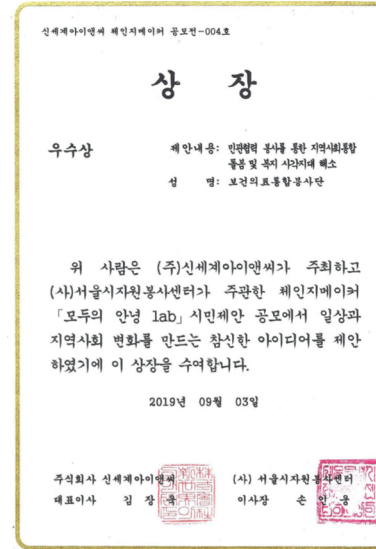 신세계아이앤씨 체인지메이커 공모전-004호
상 장
우수상
제안내용: 민관협력 봉사를 통한 지역사회통합
돌봄 및 복지 사각지대 해소
성 명: 보건의료통합봉사단
위 사람은 (주)신세계아이앤씨가 주최하고
(사)서울시자원봉사센터가 주관한 체인지메이커
「모두의 안녕 lab」시민제안 공모에서 일상과
지역사회 변화를 만드는 참신한 아이디어를 제안
하였기에 이 상장을 수여합니다.
2019년 09월 03일
주식회사 신세계아이앤씨 (사) 서울시자원봉사센터
대표이사 김 장 욱 이사장 손 인 웅